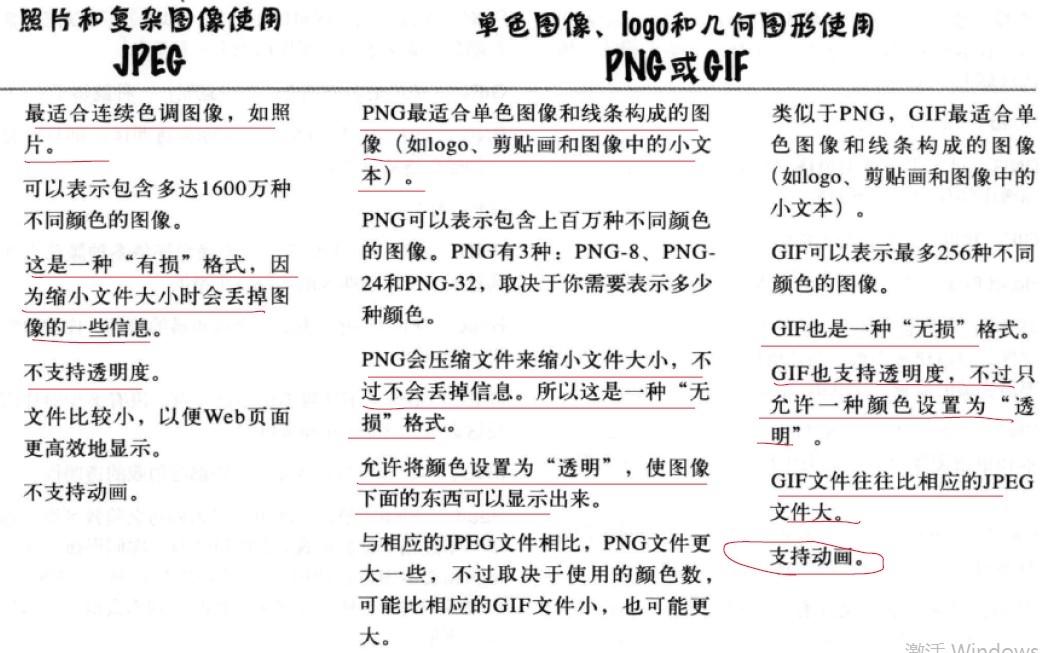 照片和复杂图像使用
JPEG
单色图像、logo和几何图形使用
PNG或GIF
最适合连续色调图像，如照
片。
可以表示包含多达1600万种
不同颜色的图像。
这是一种“有损”格式，因
为缩小文件大小时会丢掉图
像的一些信息。
不支持透明度。
文件比较小，以便Web页面
更高效地显示。
不支持动画。
PNG最适合单色图像和线条构成的图
像（如logo、剪贴画和图像中的小文
本）。
PNG可以表示包含上百万种不同颜色
的图像。PNG有3种：PNG-8、PNG-
24和PNG-32，取决于你需要表示多少
种颜色。
PNG会压缩文件来缩小文件大小，不
过不会丢掉信息。所以这是一种“无
损”格式。
允许将颜色设置为“透明”，使图像
下面的东西可以显示出来。
与相应的JPEG文件相比，PNG文件更
大一些，不过取决于使用的颜色数，
可能比相应的GIF文件小，也可能更
大。
类似于PNG，GIF最适合单
色图像和线条构成的图像
（如logo、剪贴画和图像中的
小文本）。
GIF可以表示最多256种不同
颜色的图像。
GIF也是一种“无损”格式。
GIF也支持透明度，不过只
允许一种颜色设置为“透
明”。
GIF文件往往比相应的JPEG
文件大。
支持动画。
激活 Windows